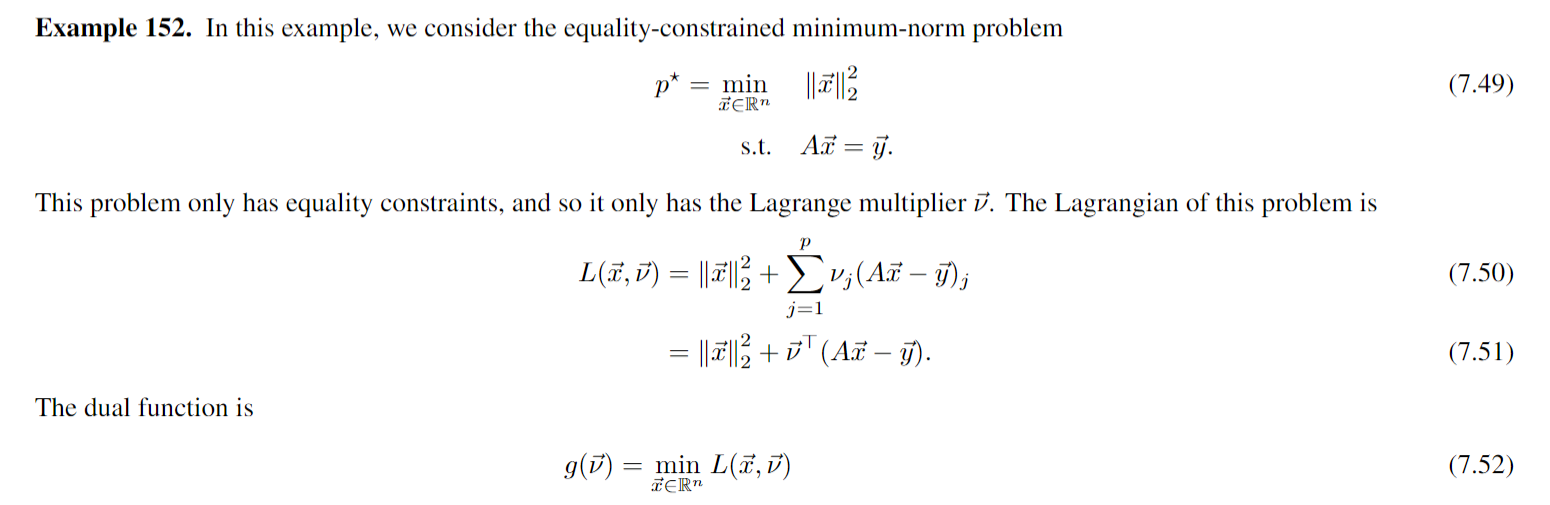 Example 152. In this example, we consider the equality-constrained minimum-norm problem
$p^\star = \min_{\vec{x} \in \mathbb{R}^n} \quad \|\vec{x}\|_2^2$ (7.49)
$\text{s.t.} \quad A\vec{x} = \vec{y}.$
This problem only has equality constraints, and so it only has the Lagrange multiplier $\vec{\nu}$. The Lagrangian of this problem is
$L(\vec{x}, \vec{\nu}) = \|\vec{x}\|_2^2 + \sum_{j=1}^{p} \nu_j (A\vec{x} - \vec{y})_j$ (7.50)
$= \|\vec{x}\|_2^2 + \vec{\nu}^\top (A\vec{x} - \vec{y}).$ (7.51)
The dual function is
$g(\vec{\nu}) = \min_{\vec{x} \in \mathbb{R}^n} L(\vec{x}, \vec{\nu})$ (7.52)